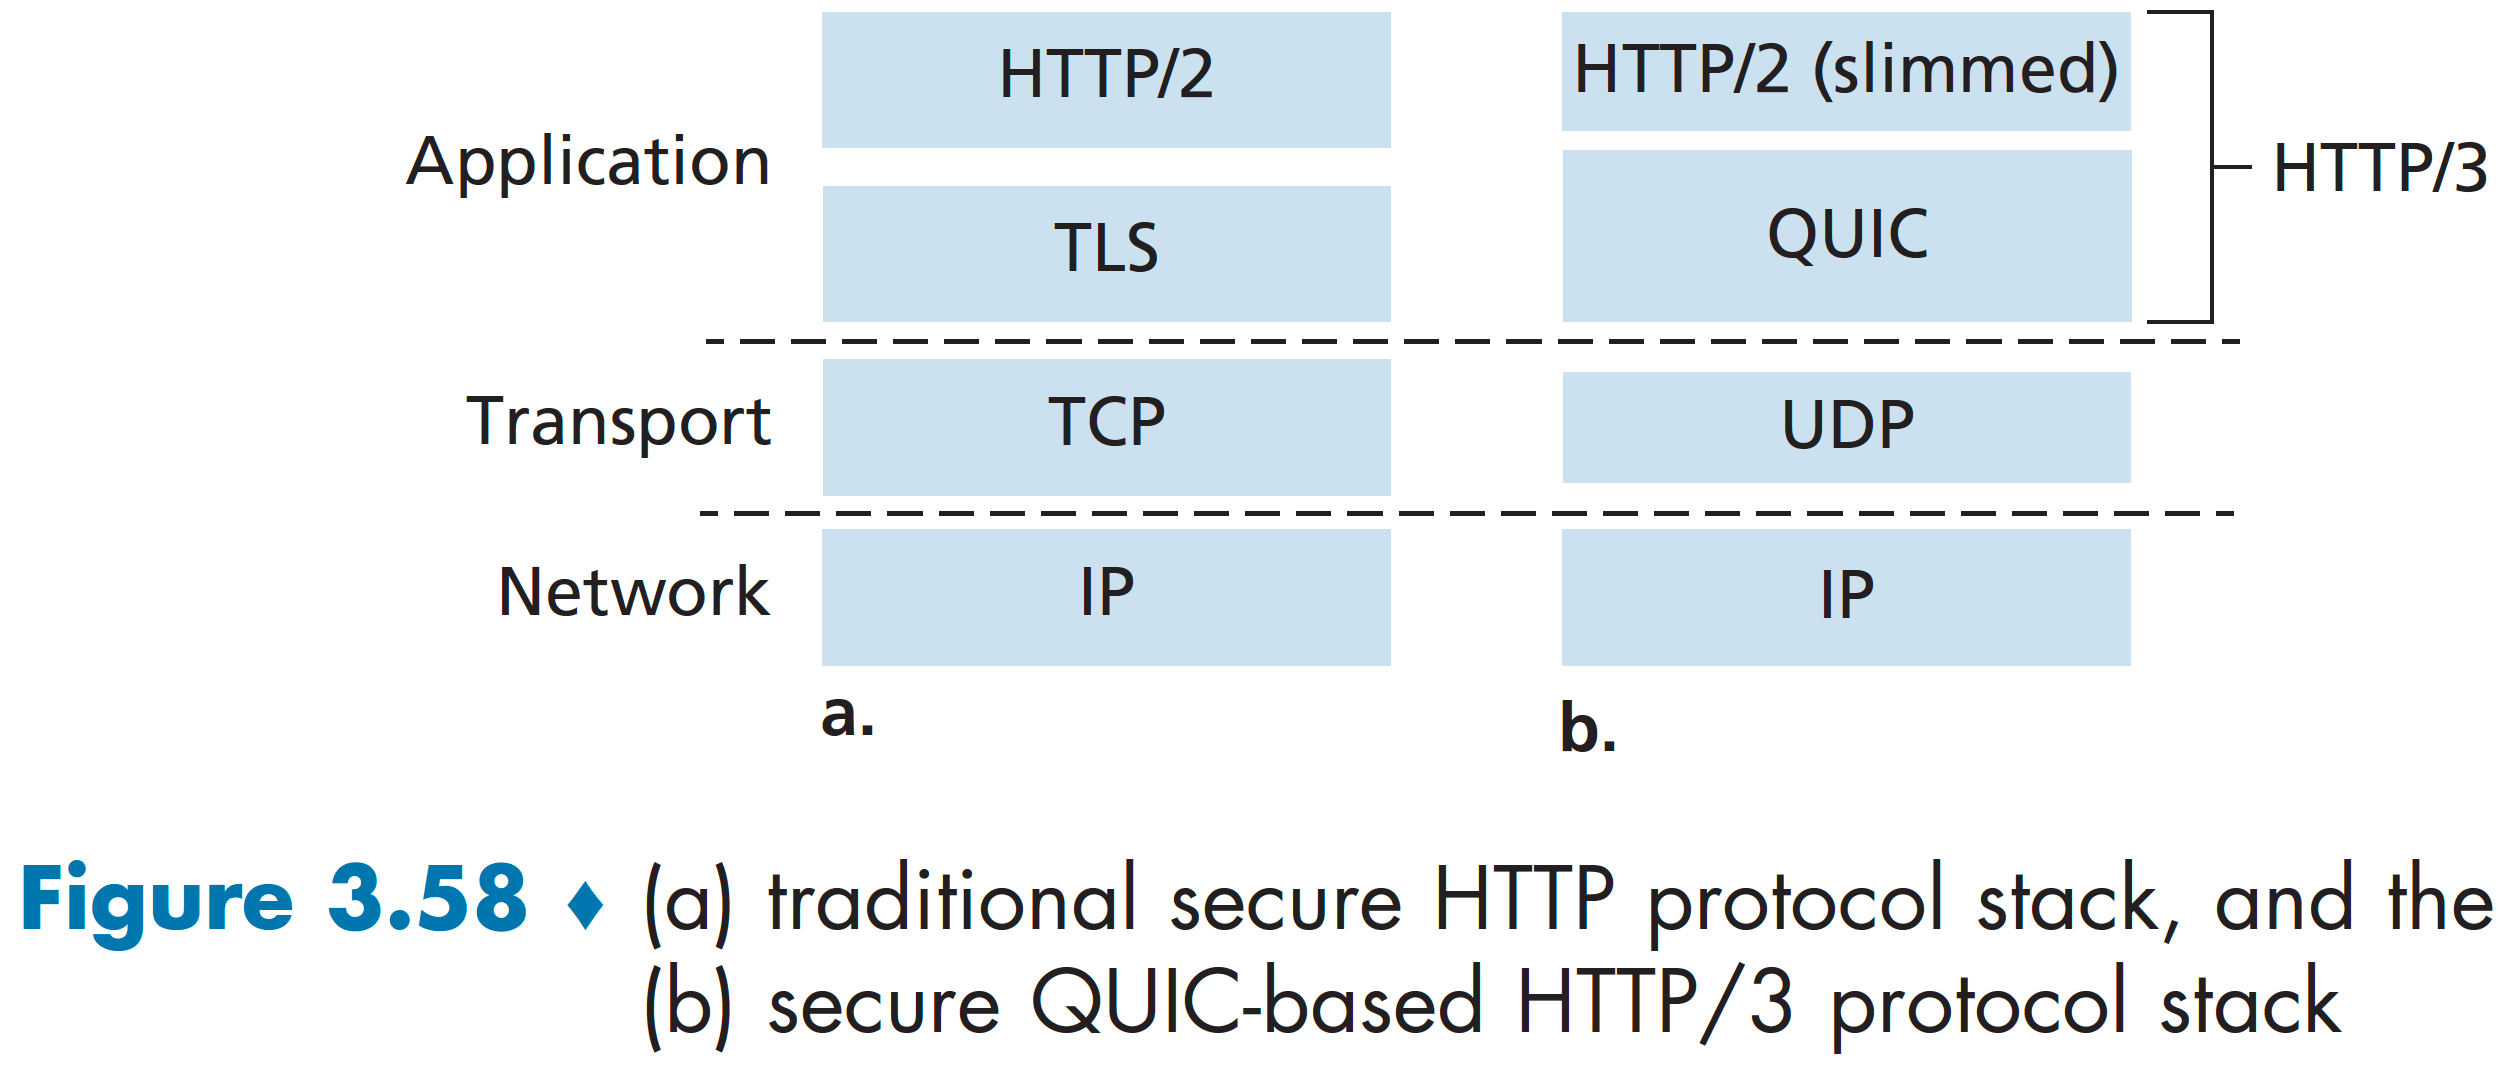 HTTP/2
HTTP/2 (slimmed)
Application
HTTP/3
TLS
QUIC
Transport
TCP
UDP
Network
IP
IP
a.
b.
Figure 3.58 ♦ (a) traditional secure HTTP protocol stack, and the
(b) secure QUIC-based HTTP/3 protocol stack